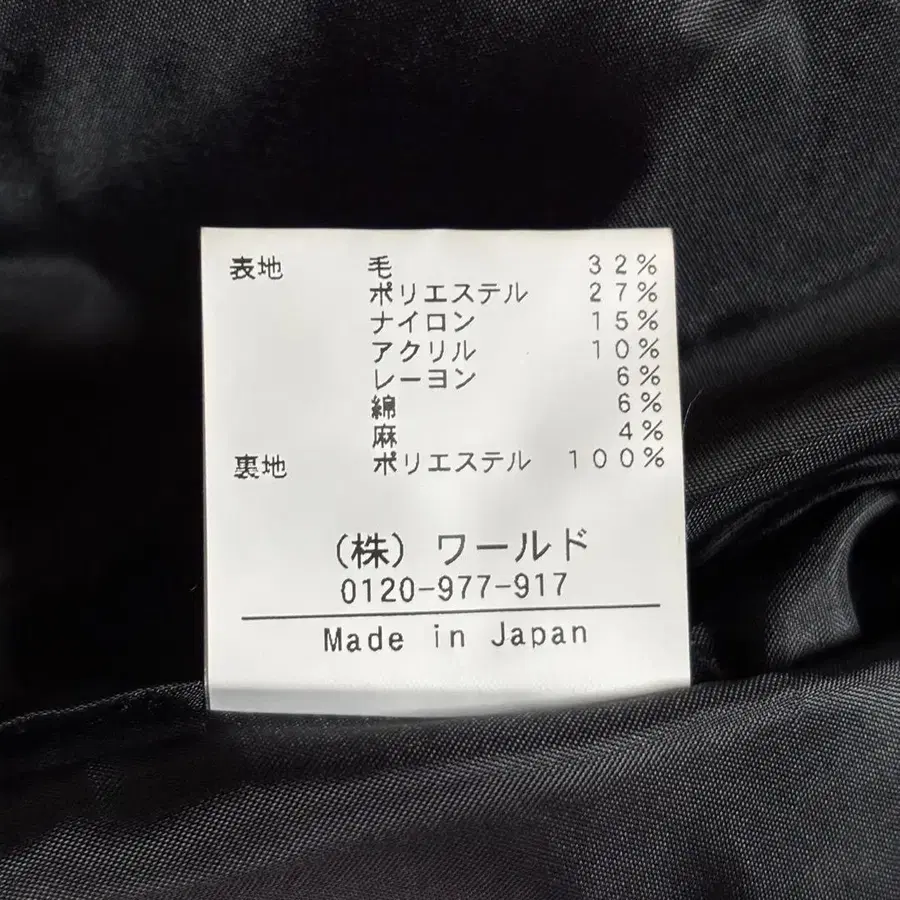 表地 毛 32%
ポリエステル 27%
ナイロン 15%
アクリル 10%
レーヨン 6%
綿 6%
麻 4%
裏地 ポリエステル 100%
(株) ワールド
0120-977-917
Made in Japan